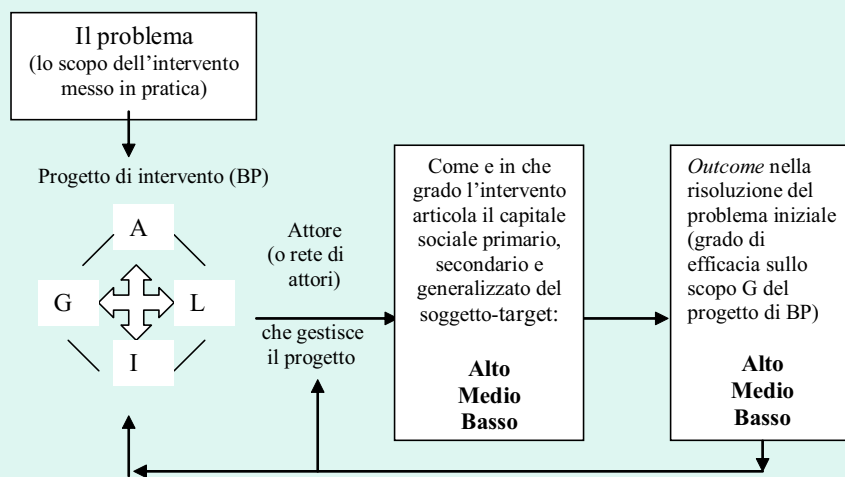 Il problema
(lo scopo dell'intervento
messo in pratica)
Progetto di intervento (BP)
A
G
L
I
Attore
(o rete di
attori)
che gestisce
il progetto
Come e in che
grado l'intervento
articola il capitale
sociale primario,
secondario e
generalizzato del
soggetto-target:
Alto
Medio
Basso
Outcome nella
risoluzione del
problema iniziale
(grado di
efficacia sullo
scopo G del
progetto di BP)
Alto
Medio
Basso